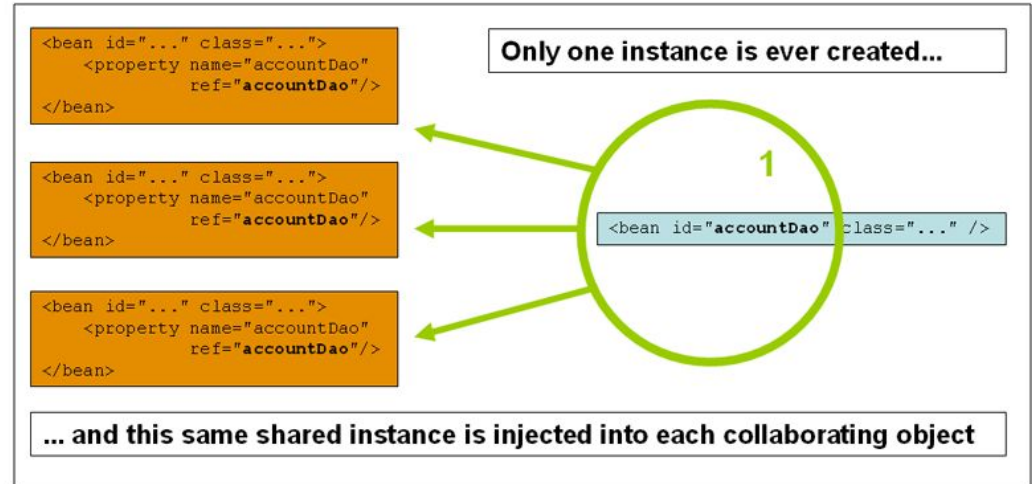 <bean id="..." class="...">
    <property name="accountDao"
              ref="accountDao"/>
</bean>
Only one instance is ever created...
<bean id="..." class="...">
    <property name="accountDao"
              ref="accountDao"/>
</bean>
1
<bean id="accountDao" class="..." />
<bean id="..." class="...">
    <property name="accountDao"
              ref="accountDao"/>
</bean>
... and this same shared instance is injected into each collaborating object